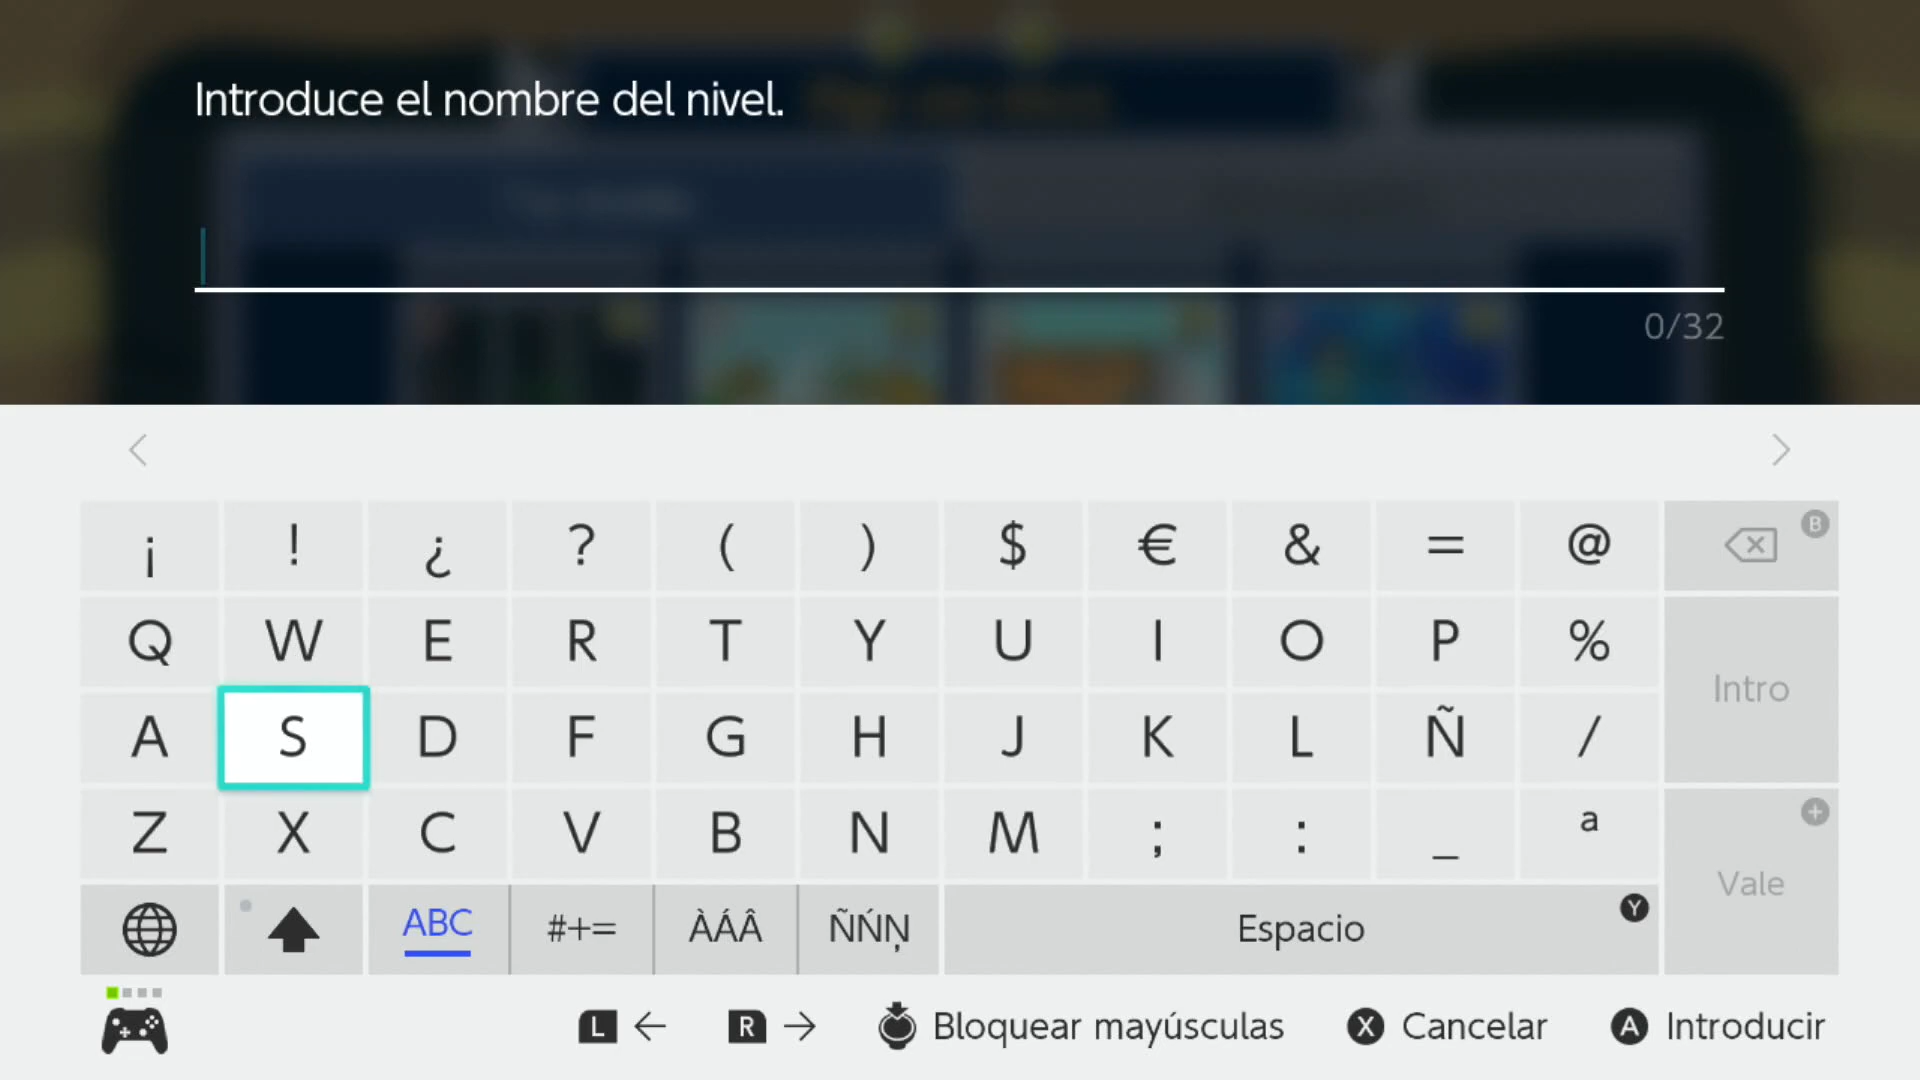 Introduce el nombre del nivel.
0/32
¡ ! ¿ ? ( ) $ € & = @ B
Q W E R T Y U I O P %
Intro
A S D F G H J K L Ñ /
Z X C V B N M ; : _ ª
Vale
ABC #+= ÀÁÂ ÑŃŅ Espacio Y
L ← R → Bloquear mayúsculas X Cancelar A Introducir